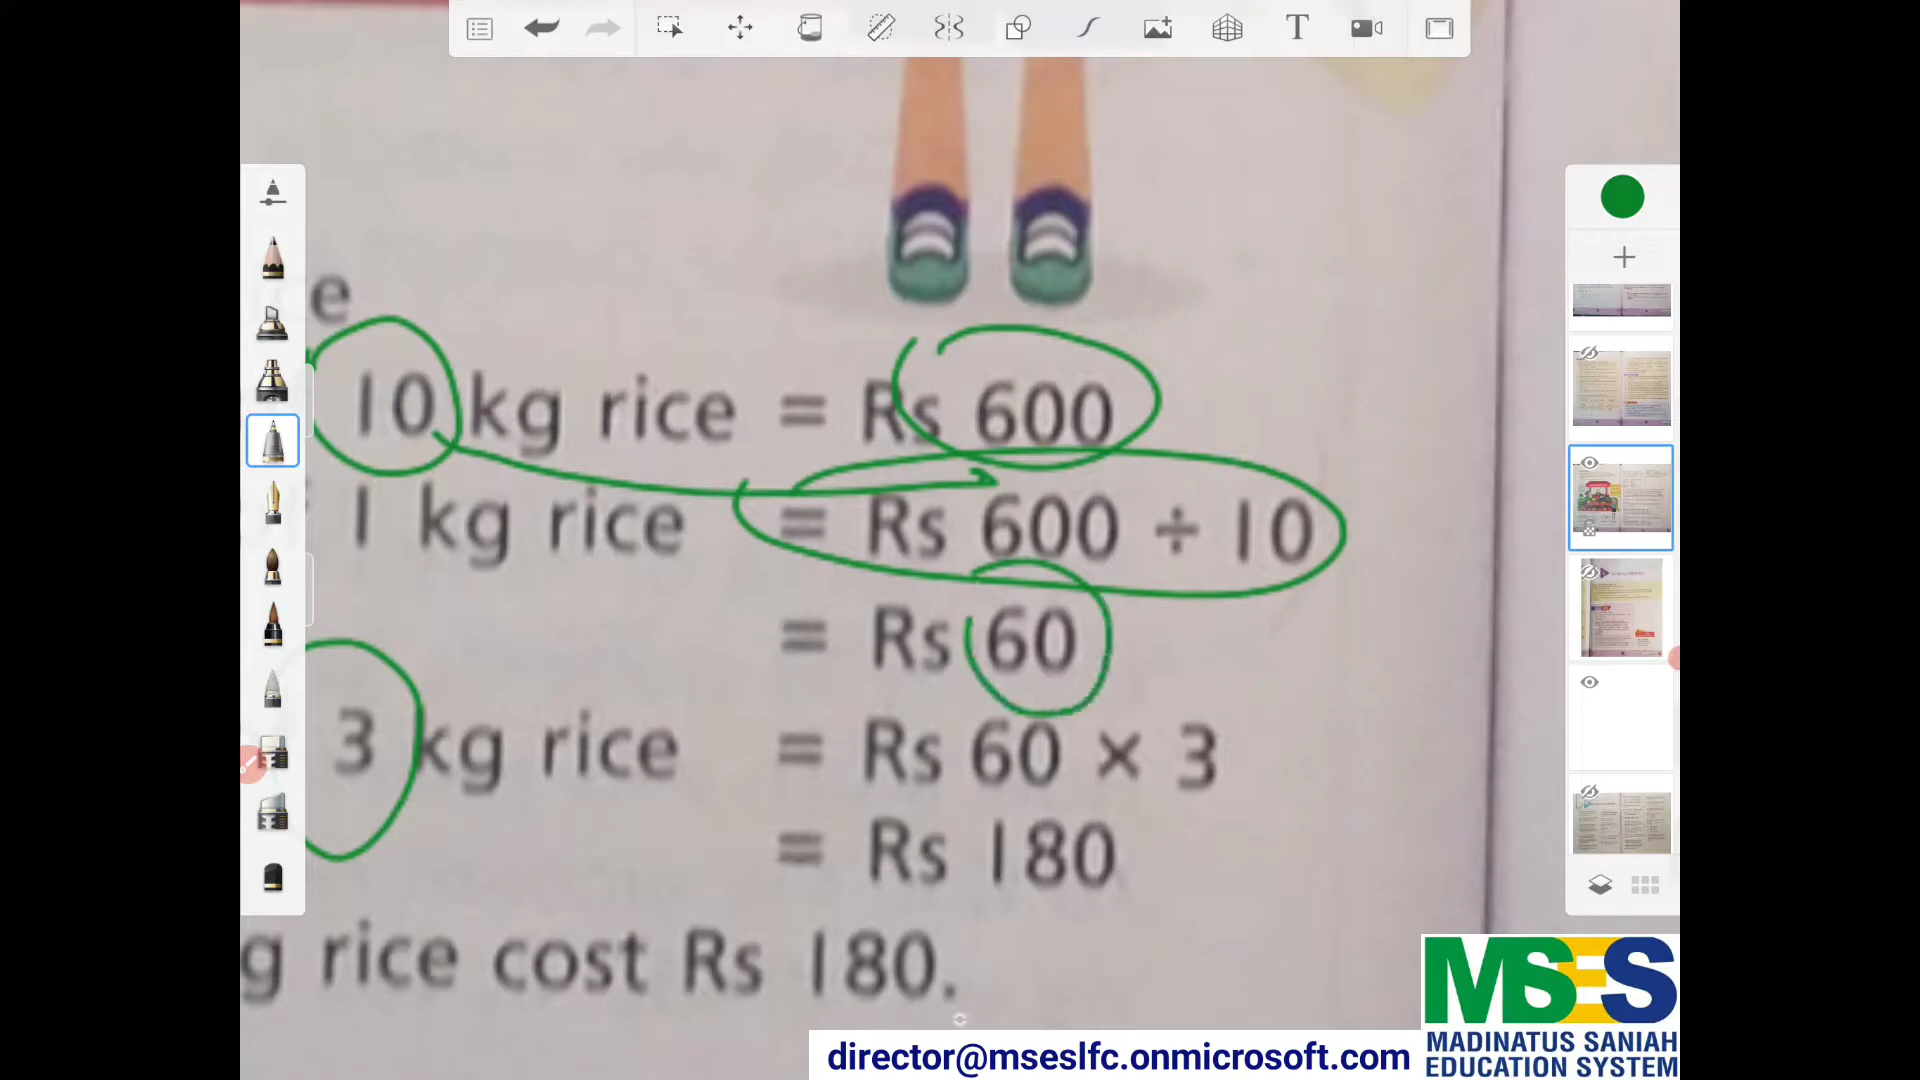 e
10 kg rice = Rs 600
1 kg rice = Rs 600 ÷ 10
= Rs 60
3 kg rice = Rs 60 × 3
= Rs 180
g rice cost Rs 180.
MSES
MADINATUS SANIAH
EDUCATION SYSTEM
director@mseslfc.onmicrosoft.com